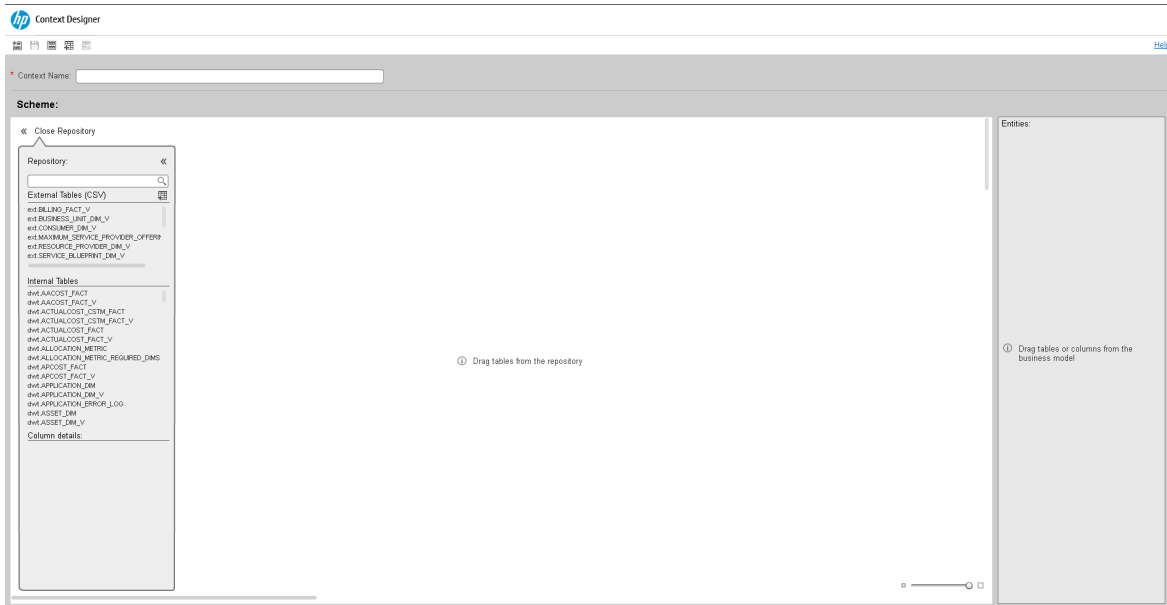 hp Context Designer
Help
* Context Name:
Scheme:
Close Repository
Repository:
External Tables (CSV)
ext.BILLING_FACT_V
ext.BUSINESS_UNIT_DIM_V
ext.CONSUMER_DIM_V
ext.MAXIMUM_SERVICE_PROVIDER_OFFERIN
ext.RESOURCE_PROVIDER_DIM_V
ext.SERVICE_BLUEPRINT_DIM_V
Internal Tables
dwt.AACOST_FACT
dwt.AACOST_FACT_V
dwt.ACTUALCOST_CSTM_FACT
dwt.ACTUALCOST_CSTM_FACT_V
dwt.ACTUALCOST_FACT
dwt.ACTUALCOST_FACT_V
dwt.ALLOCATION_METRIC
dwt.ALLOCATION_METRIC_REQUIRED_DIMS
dwt.APCOST_FACT
dwt.APCOST_FACT_V
dwt.APPLICATION_DIM
dwt.APPLICATION_DIM_V
dwt.APPLICATION_ERROR_LOG
dwt.ASSET_DIM
dwt.ASSET_DIM_V
Column details:
Drag tables from the repository
Entities:
Drag tables or columns from the
business model